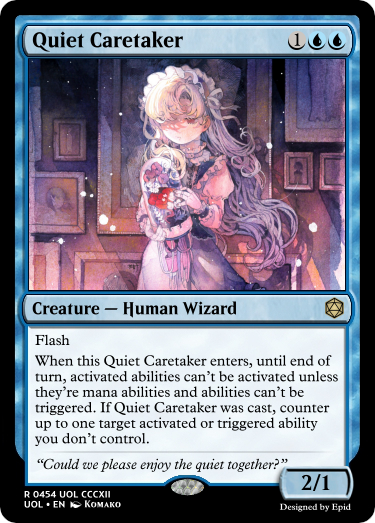 Quiet Caretaker 1
Creature — Human Wizard
Flash
When this Quiet Caretaker enters, until end of
turn, activated abilities can't be activated unless
they're mana abilities and abilities can't be
triggered. If Quiet Caretaker was cast, counter
up to one target activated or triggered ability
you don't control.
“Could we please enjoy the quiet together?”
2/1
R 0454 UOL CCCXII
UOL • EN Komako
Designed by Epid